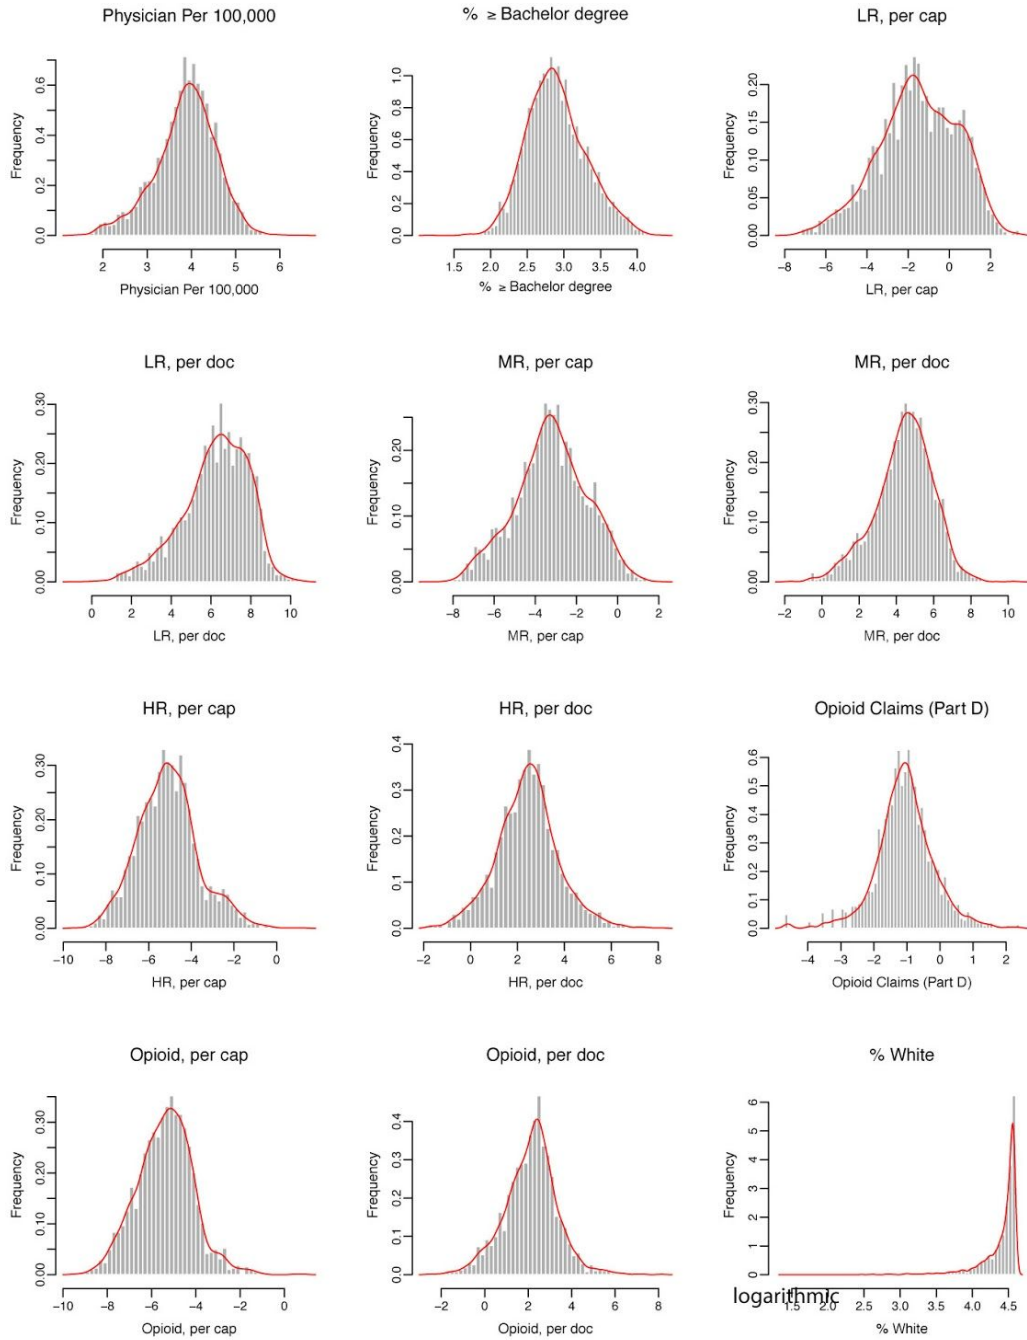 Physician Per 100,000
% ≥ Bachelor degree
LR, per cap
Frequency
0.0 0.2 0.4 0.6
2 3 4 5 6
Physician Per 100,000
Frequency
0.0 0.2 0.4 0.6 0.8 1.0
1.5 2.0 2.5 3.0 3.5 4.0
% ≥ Bachelor degree
Frequency
0.00 0.05 0.10 0.15 0.20
−8 −6 −4 −2 0 2
LR, per cap
LR, per doc
MR, per cap
MR, per doc
Frequency
0.00 0.10 0.20 0.30
0 2 4 6 8 10
LR, per doc
Frequency
0.00 0.10 0.20
−8 −6 −4 −2 0 2
MR, per cap
Frequency
0.00 0.10 0.20 0.30
−2 0 2 4 6 8 10
MR, per doc
HR, per cap
HR, per doc
Opioid Claims (Part D)
Frequency
0.00 0.10 0.20 0.30
−10 −8 −6 −4 −2 0
HR, per cap
Frequency
0.0 0.1 0.2 0.3 0.4
−2 0 2 4 6 8
HR, per doc
Frequency
0.0 0.1 0.2 0.3 0.4 0.5 0.6
−4 −3 −2 −1 0 1 2
Opioid Claims (Part D)
Opioid, per cap
Opioid, per doc
% White
Frequency
0.00 0.10 0.20 0.30
−10 −8 −6 −4 −2 0
Opioid, per cap
Frequency
0.0 0.1 0.2 0.3 0.4
−2 0 2 4 6 8
Opioid, per doc
Frequency
0 1 2 3 4 5 6
logarithmic
1.5 2.0 2.5 3.0 3.5 4.0 4.5
% White